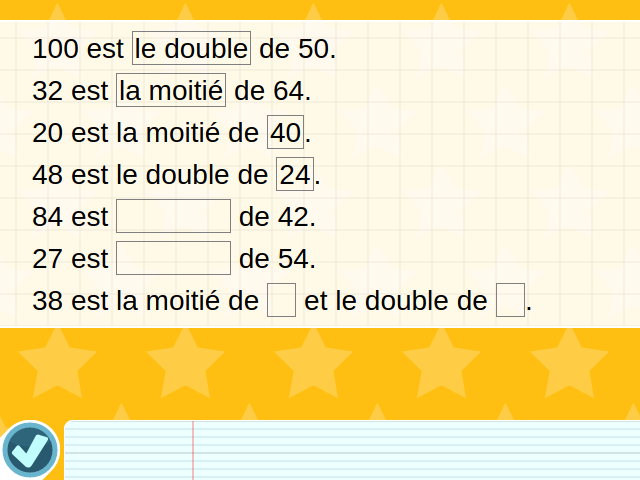 100 est le double de 50.
32 est la moitié de 64.
20 est la moitié de 40.
48 est le double de 24.
84 est de 42.
27 est de 54.
38 est la moitié de et le double de .